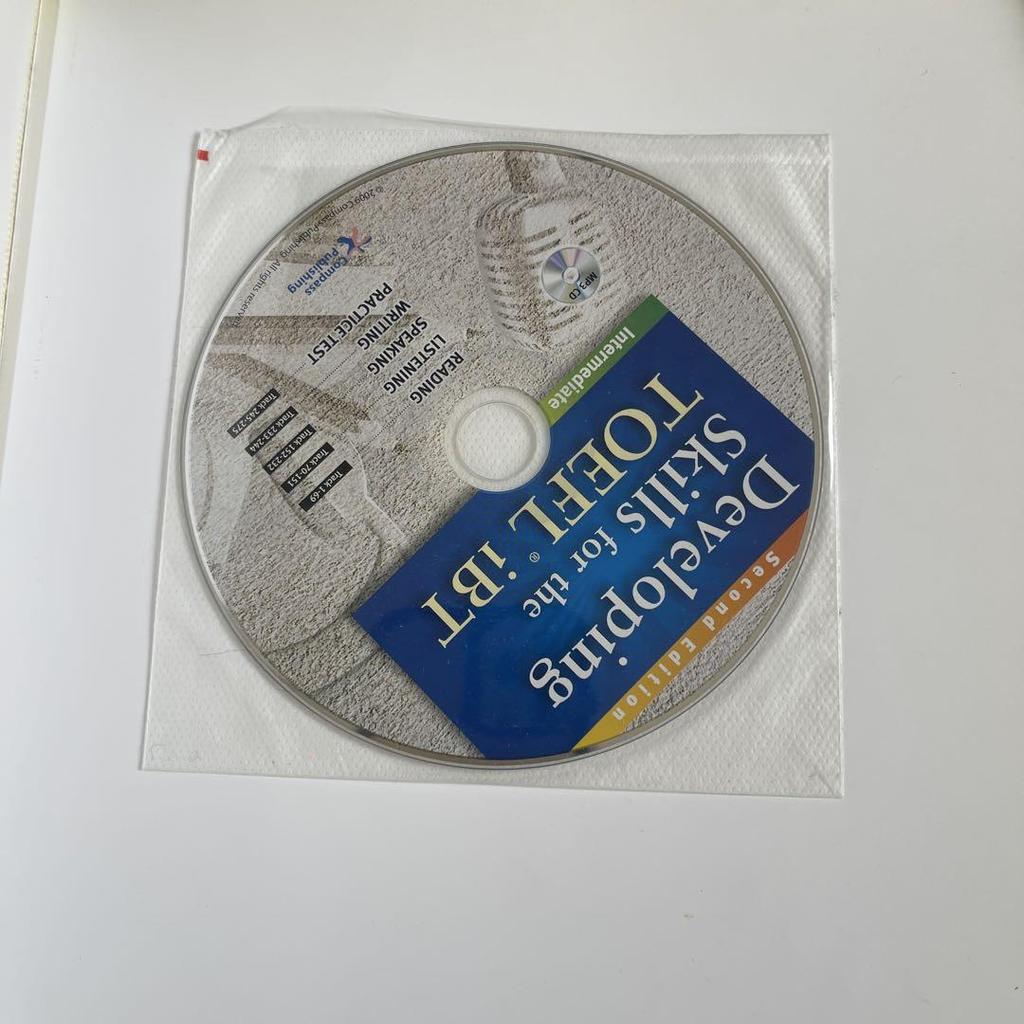 Second Edition
Developing
Skills for the
TOEFL® iBT
Intermediate
MP3 CD
READING Track 1-69
LISTENING Track 70-151
SPEAKING Track 152-232
WRITING Track 233-244
PRACTICE TEST Track 245-275
Compass
Publishing
© 2009 Compass Publishing All rights reserved